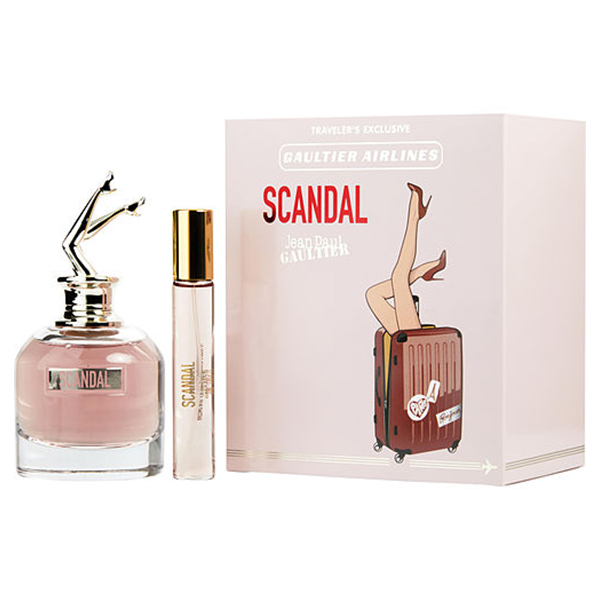 TRAVELER'S EXCLUSIVE
GAULTIER AIRLINES
SCANDAL
Jean Paul
GAULTIER
SCANDAL
SCANDAL